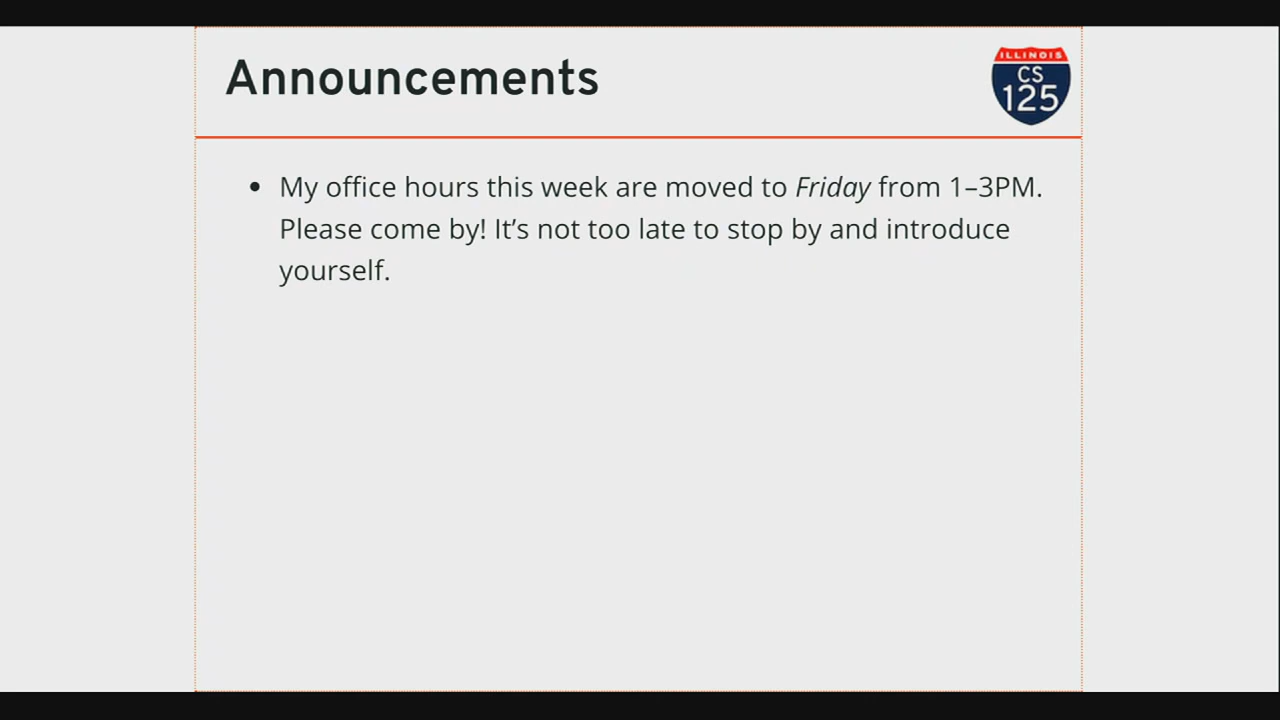 Announcements
ILLINOIS
CS
125
• My office hours this week are moved to Friday from 1–3PM.
Please come by! It’s not too late to stop by and introduce
yourself.